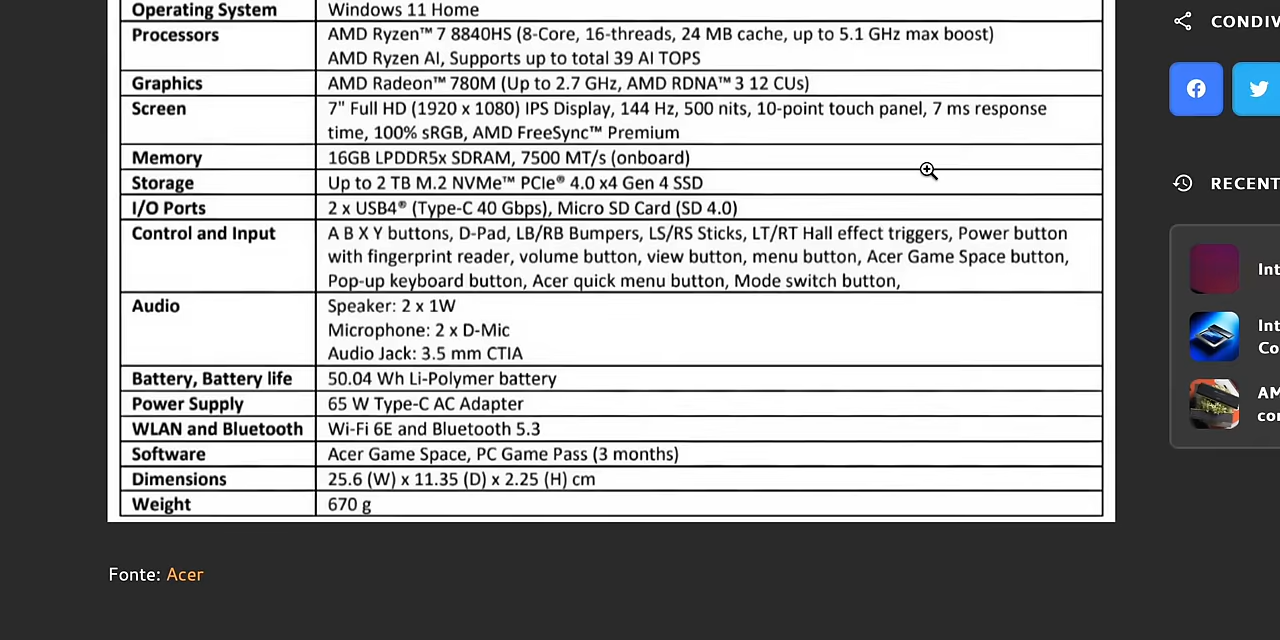 Operating System Windows 11 Home
Processors AMD Ryzen™ 7 8840HS (8-Core, 16-threads, 24 MB cache, up to 5.1 GHz max boost)
AMD Ryzen AI, Supports up to total 39 AI TOPS
Graphics AMD Radeon™ 780M (Up to 2.7 GHz, AMD RDNA™ 3 12 CUs)
Screen 7" Full HD (1920 x 1080) IPS Display, 144 Hz, 500 nits, 10-point touch panel, 7 ms response
time, 100% sRGB, AMD FreeSync™ Premium
Memory 16GB LPDDR5x SDRAM, 7500 MT/s (onboard)
Storage Up to 2 TB M.2 NVMe™ PCIe® 4.0 x4 Gen 4 SSD
I/O Ports 2 x USB4® (Type-C 40 Gbps), Micro SD Card (SD 4.0)
Control and Input A B X Y buttons, D-Pad, LB/RB Bumpers, LS/RS Sticks, LT/RT Hall effect triggers, Power button
with fingerprint reader, volume button, view button, menu button, Acer Game Space button,
Pop-up keyboard button, Acer quick menu button, Mode switch button,
Audio Speaker: 2 x 1W
Microphone: 2 x D-Mic
Audio Jack: 3.5 mm CTIA
Battery, Battery life 50.04 Wh Li-Polymer battery
Power Supply 65 W Type-C AC Adapter
WLAN and Bluetooth Wi-Fi 6E and Bluetooth 5.3
Software Acer Game Space, PC Game Pass (3 months)
Dimensions 25.6 (W) x 11.35 (D) x 2.25 (H) cm
Weight 670 g
Fonte: Acer
CONDIV
RECENT
Int
Int
Co
AM
con